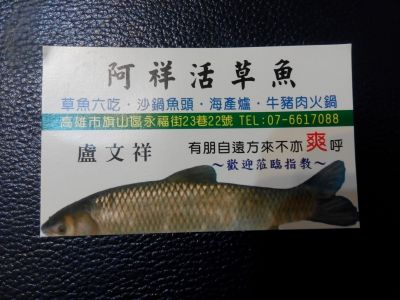 阿祥活草魚
草魚六吃．沙鍋魚頭．海產爐．牛豬肉火鍋
高雄市旗山區永福街23巷22號 TEL:07-6617088
盧文祥
有朋自遠方來不亦爽呼
～歡迎蒞臨指教～